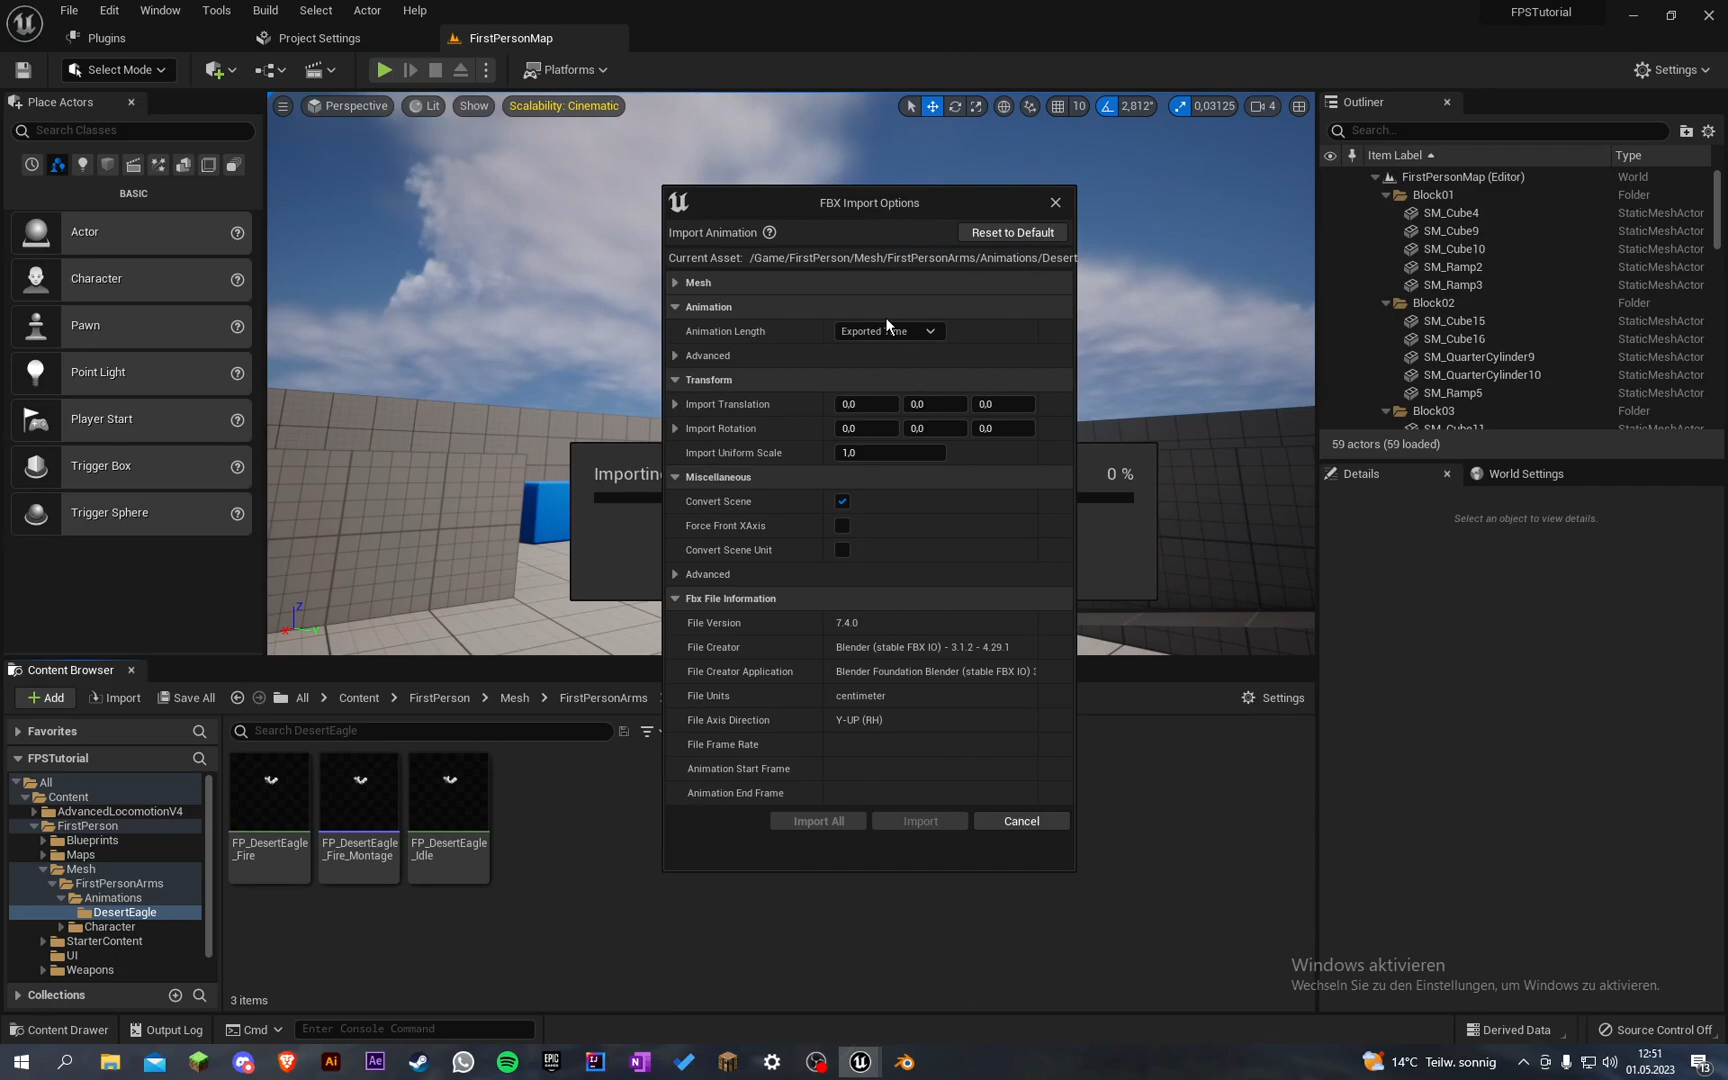 File Edit Window Tools Build Select Actor Help
FPSTutorial
Plugins
Project Settings
FirstPersonMap
Select Mode
Platforms
Settings
Place Actors
Search Classes
BASIC
Actor
Character
Pawn
Point Light
Player Start
Trigger Box
Trigger Sphere
Perspective
Lit
Show
Scalability: Cinematic
10
2,812°
0,03125
4
Importing
0 %
FBX Import Options
Import Animation
Reset to Default
Current Asset: /Game/FirstPerson/Mesh/FirstPersonArms/Animations/Desert
Mesh
Animation
Animation Length
Advanced
Transform
Import Translation 0,0 0,0 0,0
Import Rotation 0,0 0,0 0,0
Import Uniform Scale 1,0
Miscellaneous
Convert Scene
Force Front XAxis
Convert Scene Unit
Advanced
Fbx File Information
File Version 7.4.0
File Creator Blender (stable FBX IO) - 3.1.2 - 4.29.1
File Creator Application Blender Foundation Blender (stable FBX IO)
File Units centimeter
File Axis Direction Y-UP (RH)
File Frame Rate
Animation Start Frame
Animation End Frame
Import All
Import
Cancel
Outliner
Search...
Item Label Type
FirstPersonMap (Editor) World
Block01 Folder
SM_Cube4 StaticMeshActor
SM_Cube9 StaticMeshActor
SM_Cube10 StaticMeshActor
SM_Ramp2 StaticMeshActor
SM_Ramp3 StaticMeshActor
Block02 Folder
SM_Cube15 StaticMeshActor
SM_Cube16 StaticMeshActor
SM_QuarterCylinder9 StaticMeshActor
SM_QuarterCylinder10 StaticMeshActor
SM_Ramp5 StaticMeshActor
Block03 Folder
59 actors (59 loaded)
Details
World Settings
Select an object to view details.
Content Browser
Add
Import
Save All
All > Content > FirstPerson > Mesh > FirstPersonArms
Settings
Favorites
FPSTutorial
All
Content
AdvancedLocomotionV4
FirstPerson
Blueprints
Maps
Mesh
FirstPersonArms
Animations
DesertEagle
Character
StarterContent
UI
Weapons
Collections
Search DesertEagle
FP_DesertEagle
_Fire
FP_DesertEagle
_Fire_Montage
FP_DesertEagle
_Idle
3 items
Windows aktivieren
Wechseln Sie zu den Einstellungen, um Windows zu aktivieren.
Content Drawer
Output Log
Cmd
Enter Console Command
Derived Data
Source Control Off
14°C Teilw. sonnig
12:51
01.05.2023
13